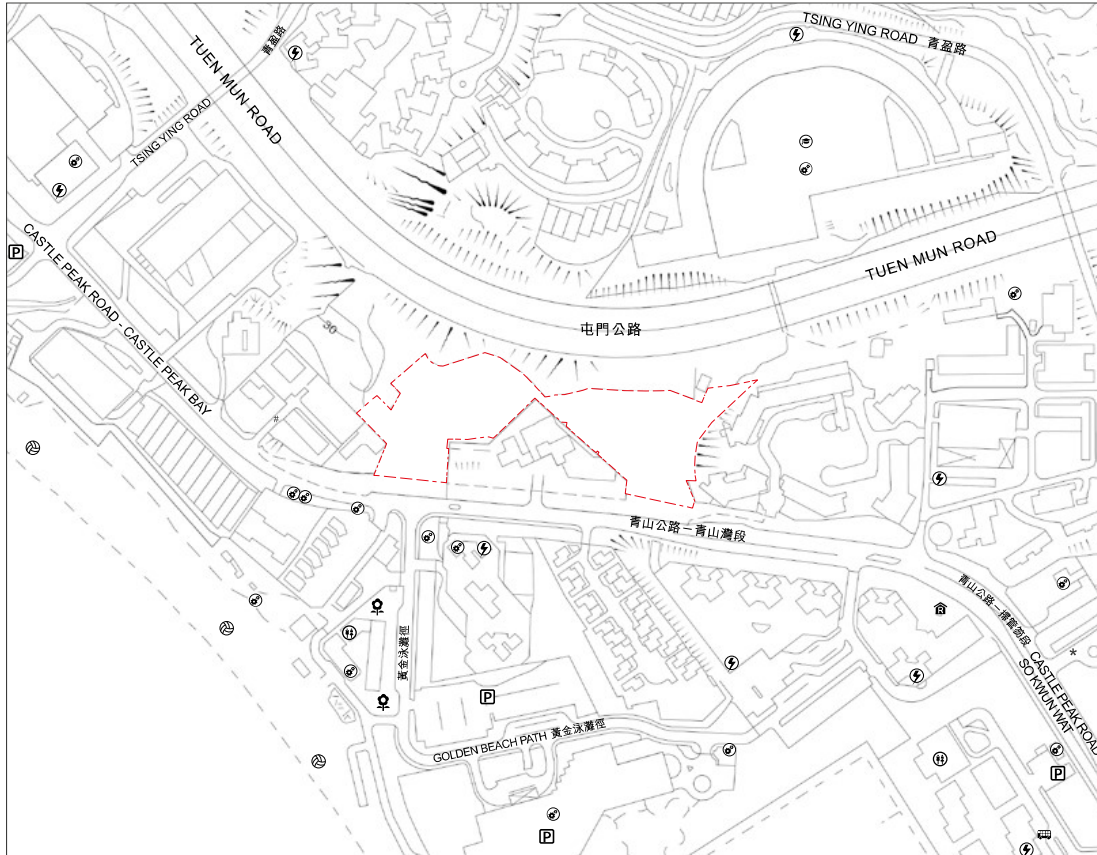 TSING YING ROAD 青盈路
青盈路
TUEN MUN ROAD
TSING YING ROAD
CASTLE PEAK ROAD - CASTLE PEAK BAY
P
TUEN MUN ROAD
30
屯門公路
#
青山公路－青山灣段
青山公路－掃管笏段
CASTLE PEAK ROAD
SO KWUN WAT
*
R
黃金泳灘徑
P
GOLDEN BEACH PATH 黃金泳灘徑
P
P